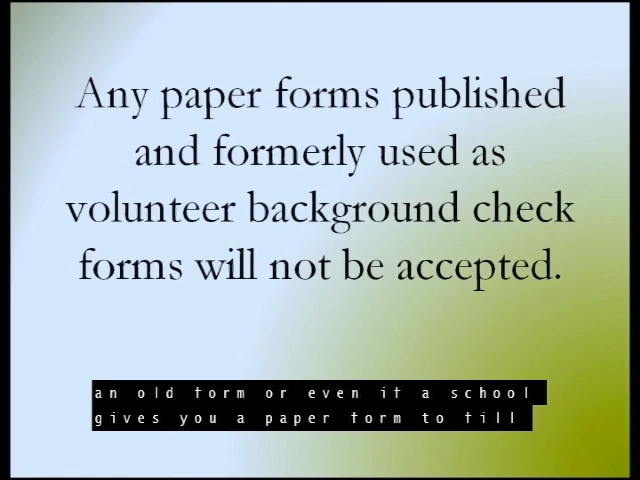 Any paper forms published
and formerly used as
volunteer background check
forms will not be accepted.
an old form or even if a school
gives you a paper form to fill